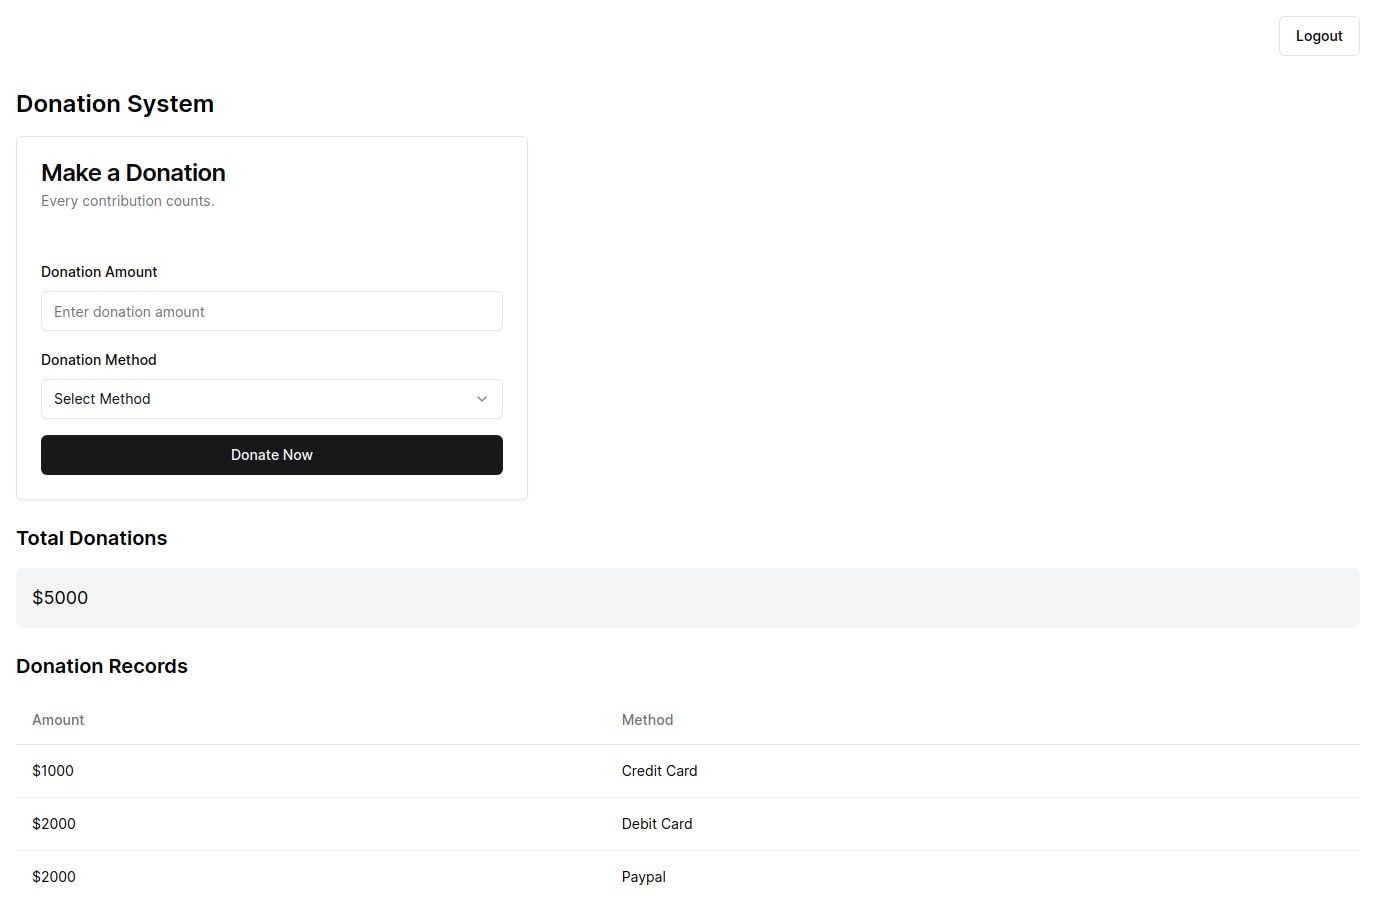 Logout
Donation System
Make a Donation
Every contribution counts.
Donation Amount
Enter donation amount
Donation Method
Select Method
Donate Now
Total Donations
$5000
Donation Records
Amount Method
$1000 Credit Card
$2000 Debit Card
$2000 Paypal